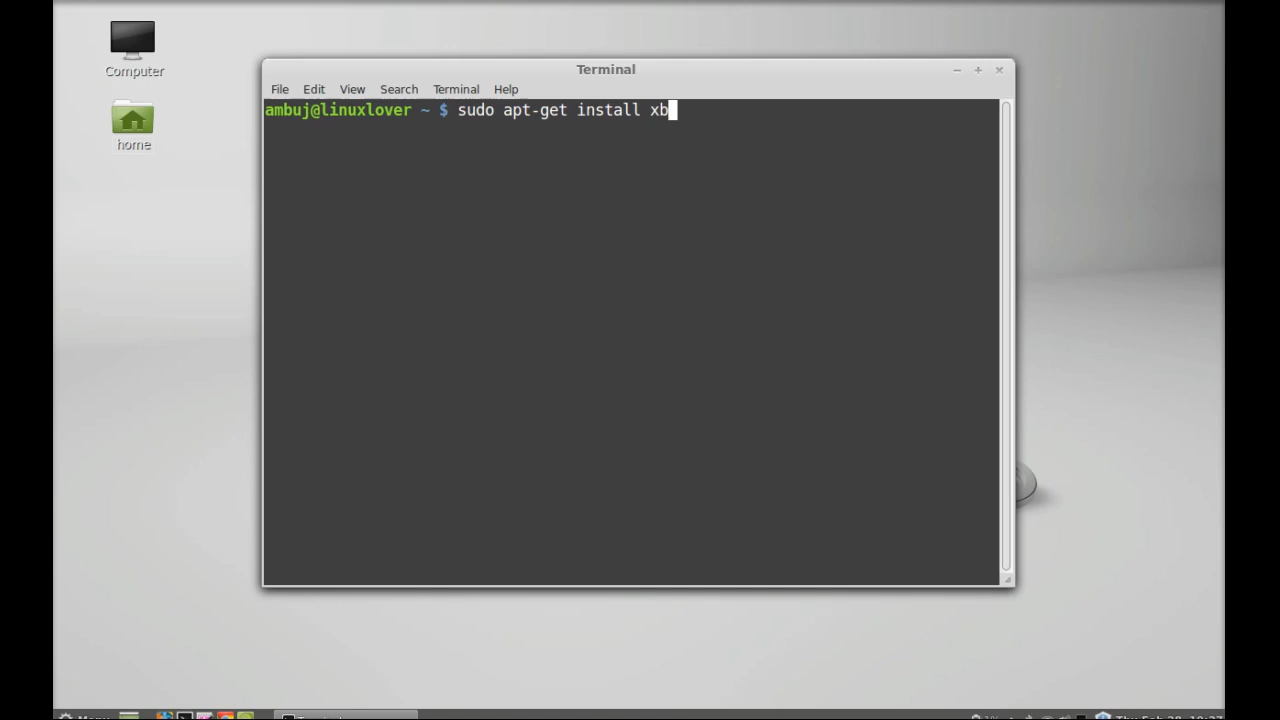 Computer
home
Terminal
File Edit View Search Terminal Help
ambuj@linuxlover ~ $ sudo apt-get install xb